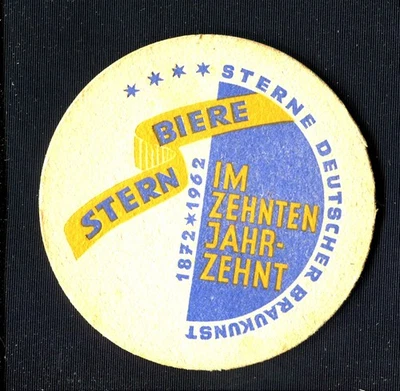 **** STERNE DEUTSCHER BRAUKUNST
STERN BIERE
1872*1962
IM
ZEHNTEN
JAHR-
ZEHNT